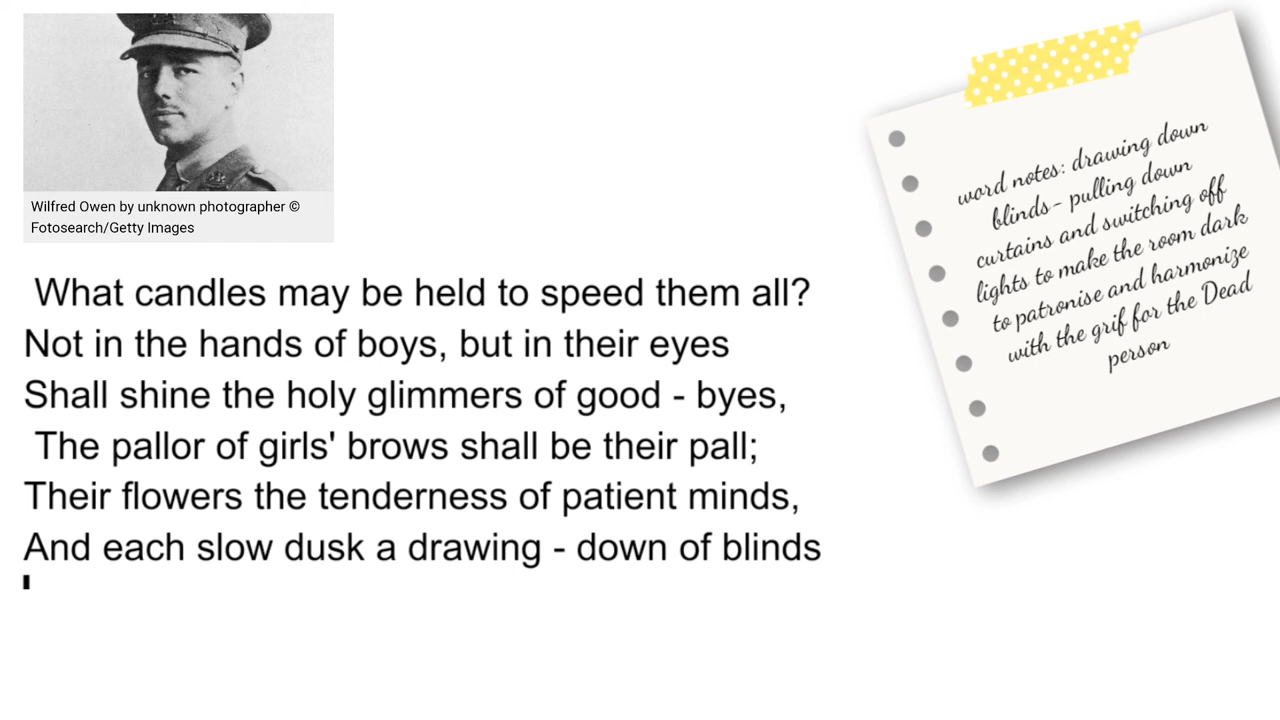 Wilfred Owen by unknown photographer ©
Fotosearch/Getty Images
What candles may be held to speed them all?
Not in the hands of boys, but in their eyes
Shall shine the holy glimmers of good - byes,
The pallor of girls' brows shall be their pall;
Their flowers the tenderness of patient minds,
And each slow dusk a drawing - down of blinds
word notes: drawing down
blinds- pulling down
curtains and switching off
lights to make the room dark
to patronise and harmonize
with the grif for the Dead
person